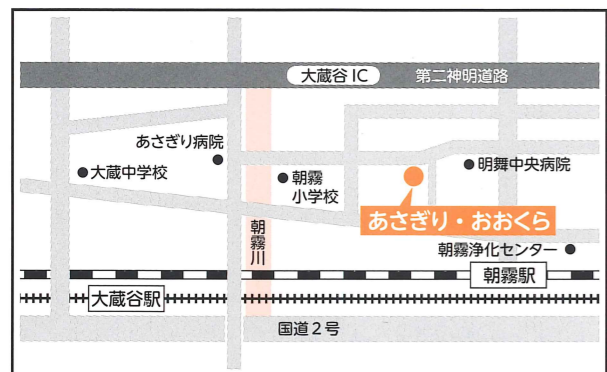 大蔵谷IC
第二神明道路
あさぎり病院
大蔵中学校
朝霧
小学校
明舞中央病院
あさぎり・おおくら
朝霧川
朝霧浄化センター
朝霧駅
大蔵谷駅
国道2号